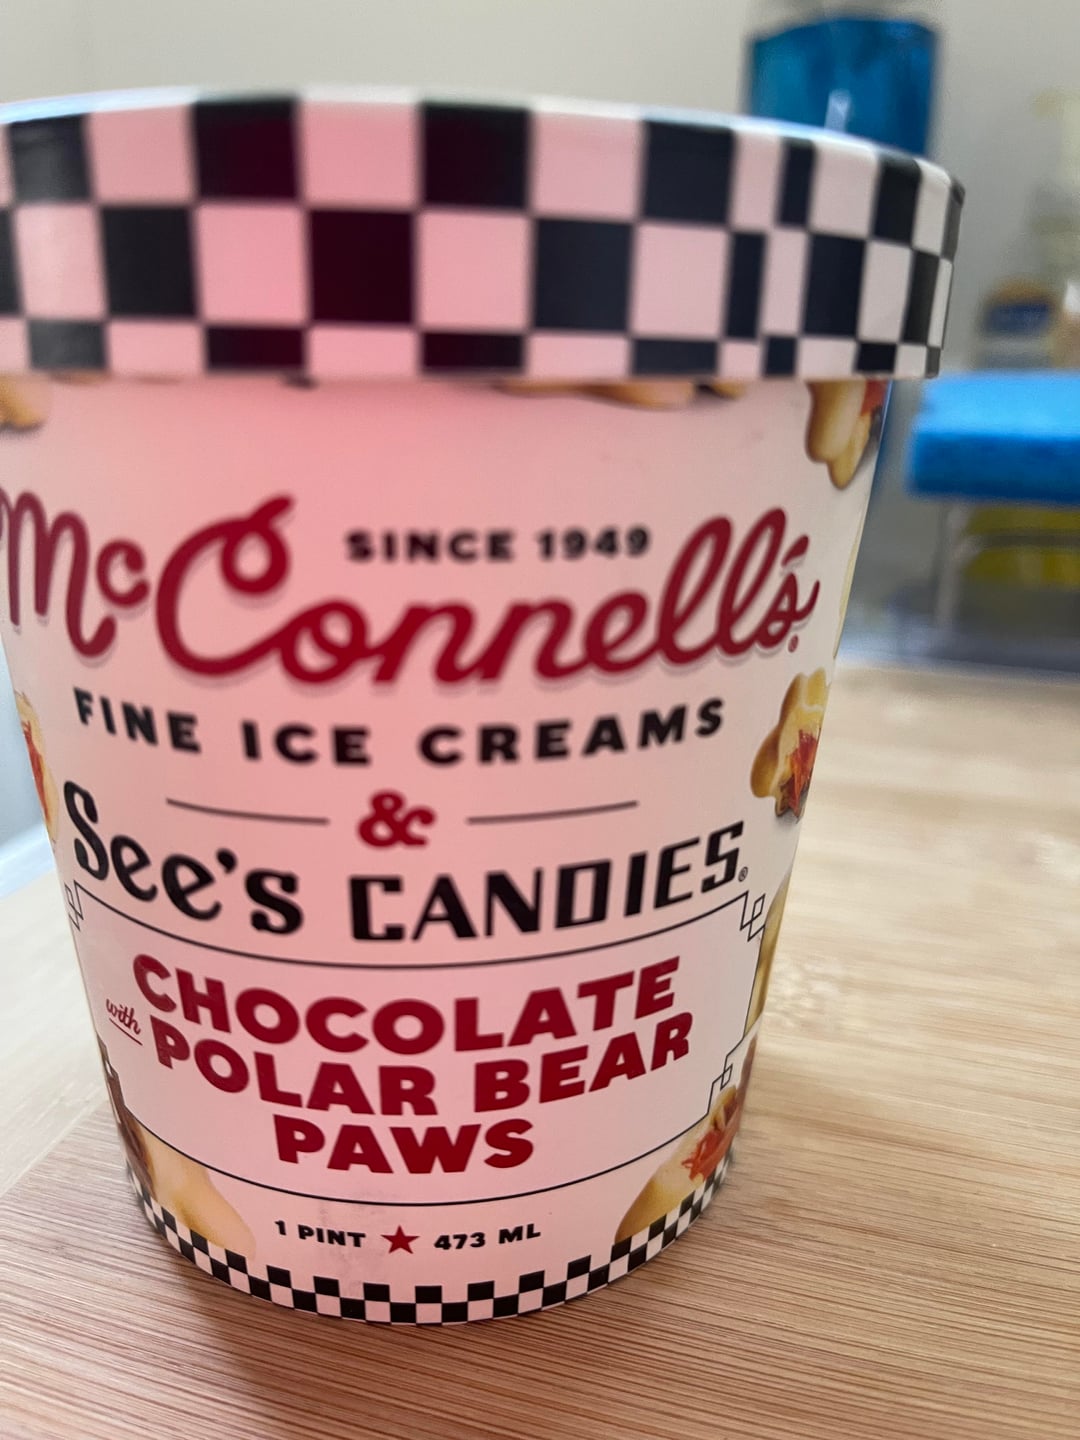 SINCE 1949
McConnell's®
FINE ICE CREAMS
&
See's CANDIES®
CHOCOLATE
with POLAR BEAR
PAWS
1 PINT ★ 473 ML